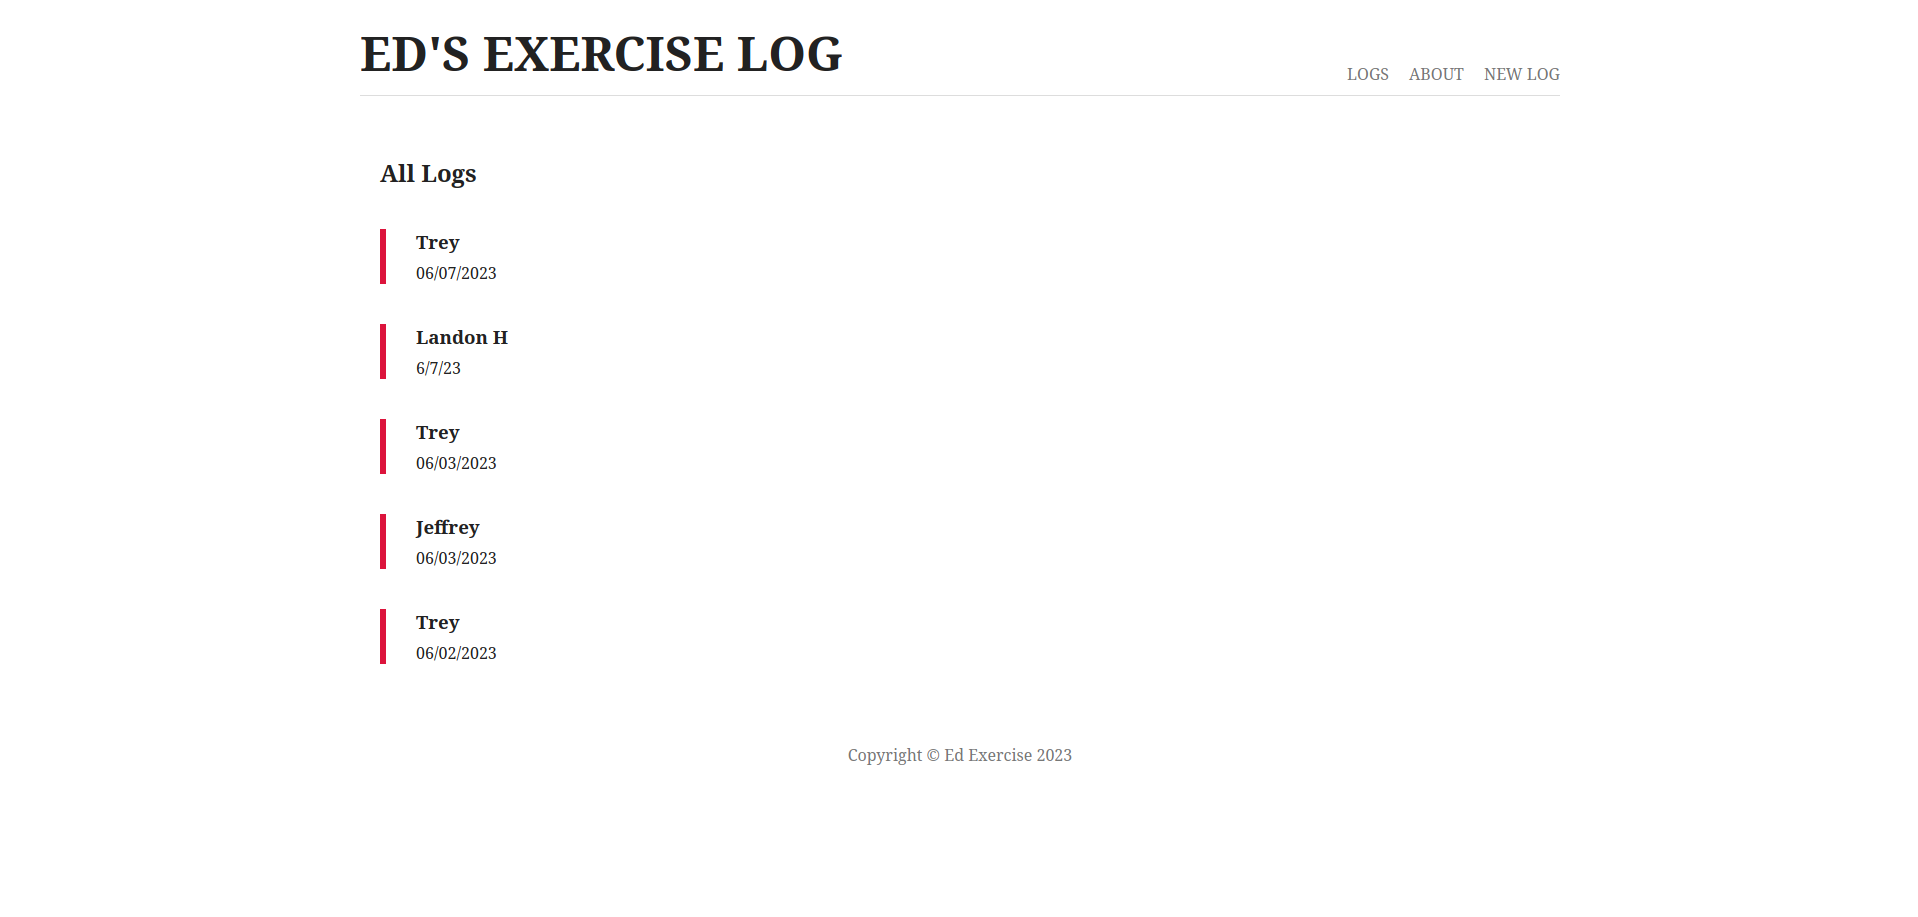 ED'S EXERCISE LOG
LOGS ABOUT NEW LOG
All Logs
Trey
06/07/2023
Landon H
6/7/23
Trey
06/03/2023
Jeffrey
06/03/2023
Trey
06/02/2023
Copyright © Ed Exercise 2023